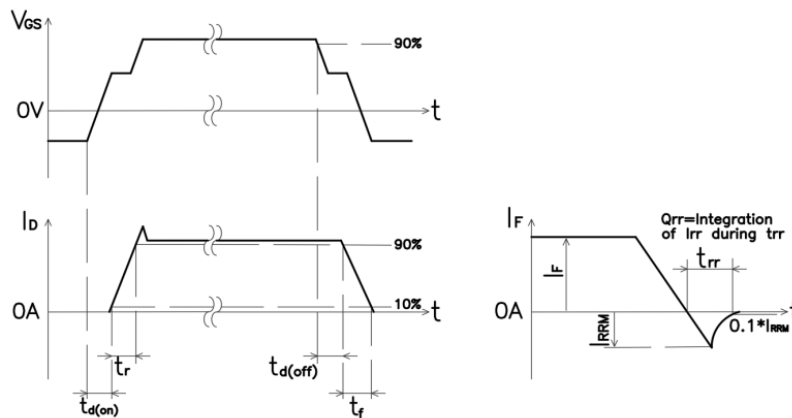 VGS
90%
0V
t
ID
90%
10%
0A
t
tr
td(off)
td(on)
tf
IF
Qrr=Integration
of Irr during trr
trr
IF
0A
t
IRRM
0.1*IRRM